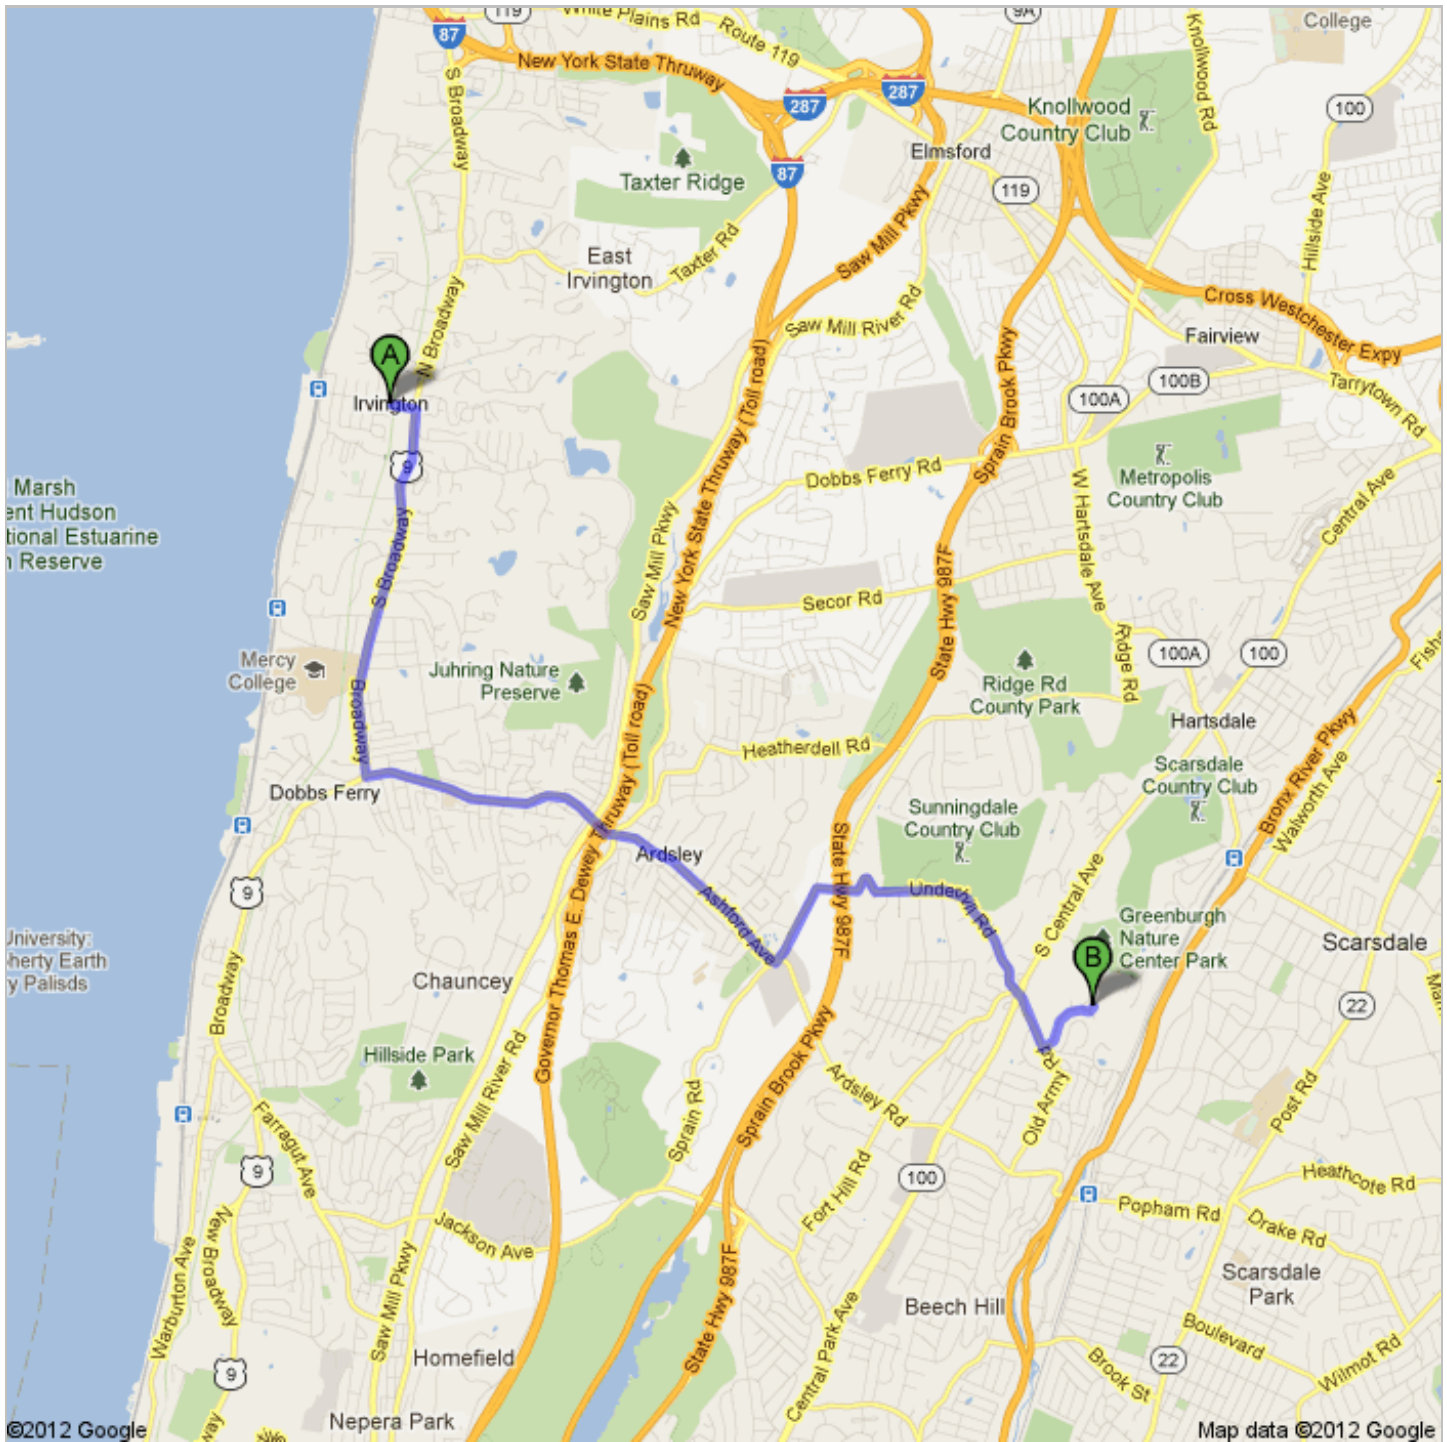 119
White Plains Rd
Route 119
9A
College
87
New York State Thruway
S Broadway
287
287
Knollwood Rd
Knollwood
Country Club
100
Elmsford
Taxter Ridge
87
119
Saw Mill Pkwy
Hillside Ave
East
Irvington
Taxter Rd
N Broadway
Saw Mill River Rd
Cross Westchester Expy
Fairview
A
Irvington
100B
100A
Tarrytown Rd
Sprain Brook Pkwy
New York State Thruway (Toll road)
9
Dobbs Ferry Rd
Metropolis
Country Club
W Hartsdale Ave
Central Ave
Marsh
ent Hudson
tional Estuarine
Reserve
S Broadway
Saw Mill Pkwy
State Hwy 987F
Secor Rd
Ridge Rd
100A
100
Mercy
College
Juhring Nature
Preserve
Ridge Rd
County Park
Fishe
Broadway
Thruway (Toll road)
Hartsdale
Heatherdell Rd
Scarsdale
Country Club
Bronx River Pkwy
Walworth Ave
Dobbs Ferry
Sunningdale
Country Club
Ardsley
State Hwy 987F
9
Ashford Ave
Underhill Rd
S Central Ave
Greenburgh
Nature
Center Park
B
Scarsdale
University:
herty Earth
y Palisds
Chauncey
Governor Thomas E. Dewey
Broadway
22
Hillside Park
Saw Mill River Rd
Sprain Brook Pkwy
Ardsley Rd
Old Army Rd
Post Rd
Farragut Ave
Sprain Rd
9
Fort Hill Rd
100
Heathcote Rd
Popham Rd
Drake Rd
New Broadway
Jackson Ave
Warburton Ave
Saw Mill Pkwy
State Hwy 987F
Scarsdale
Park
Beech Hill
Central Park Ave
Boulevard
Homefield
9
22
Brook St
Wilmot Rd
Nepera Park
way
©2012 Google
Map data ©2012 Google